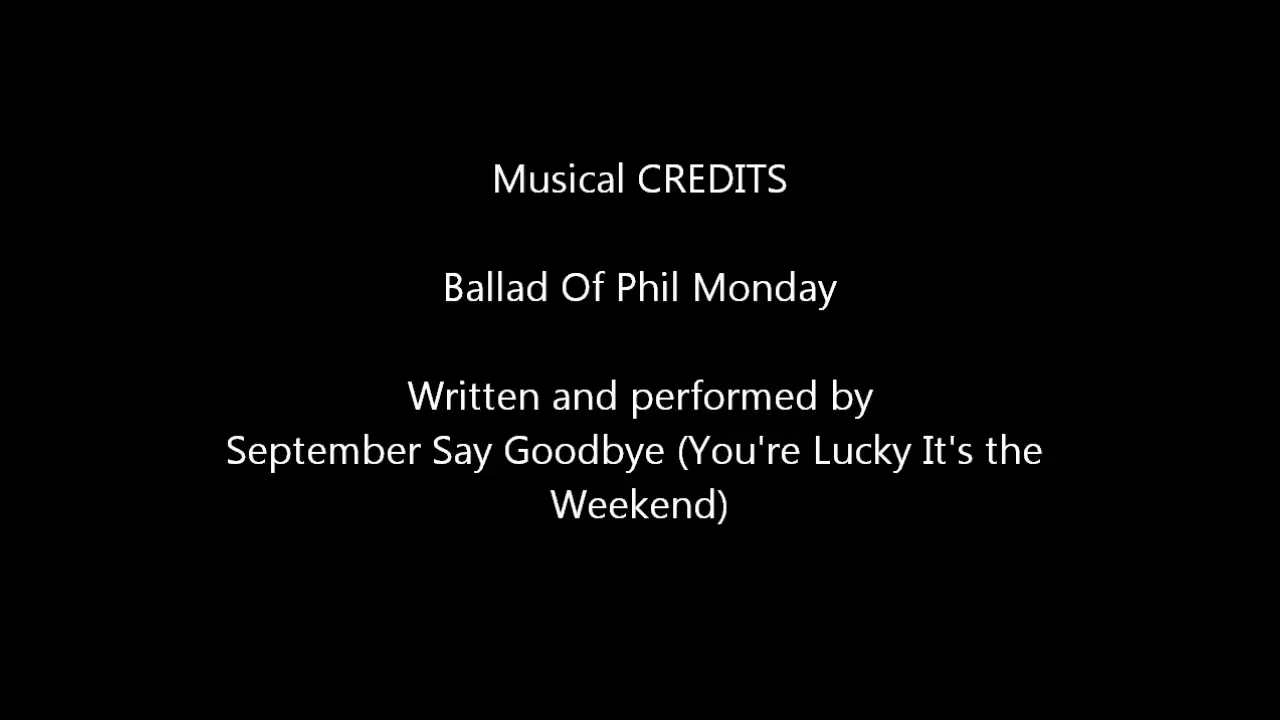 Musical CREDITS
Ballad Of Phil Monday
Written and performed by
September Say Goodbye (You're Lucky It's the
Weekend)